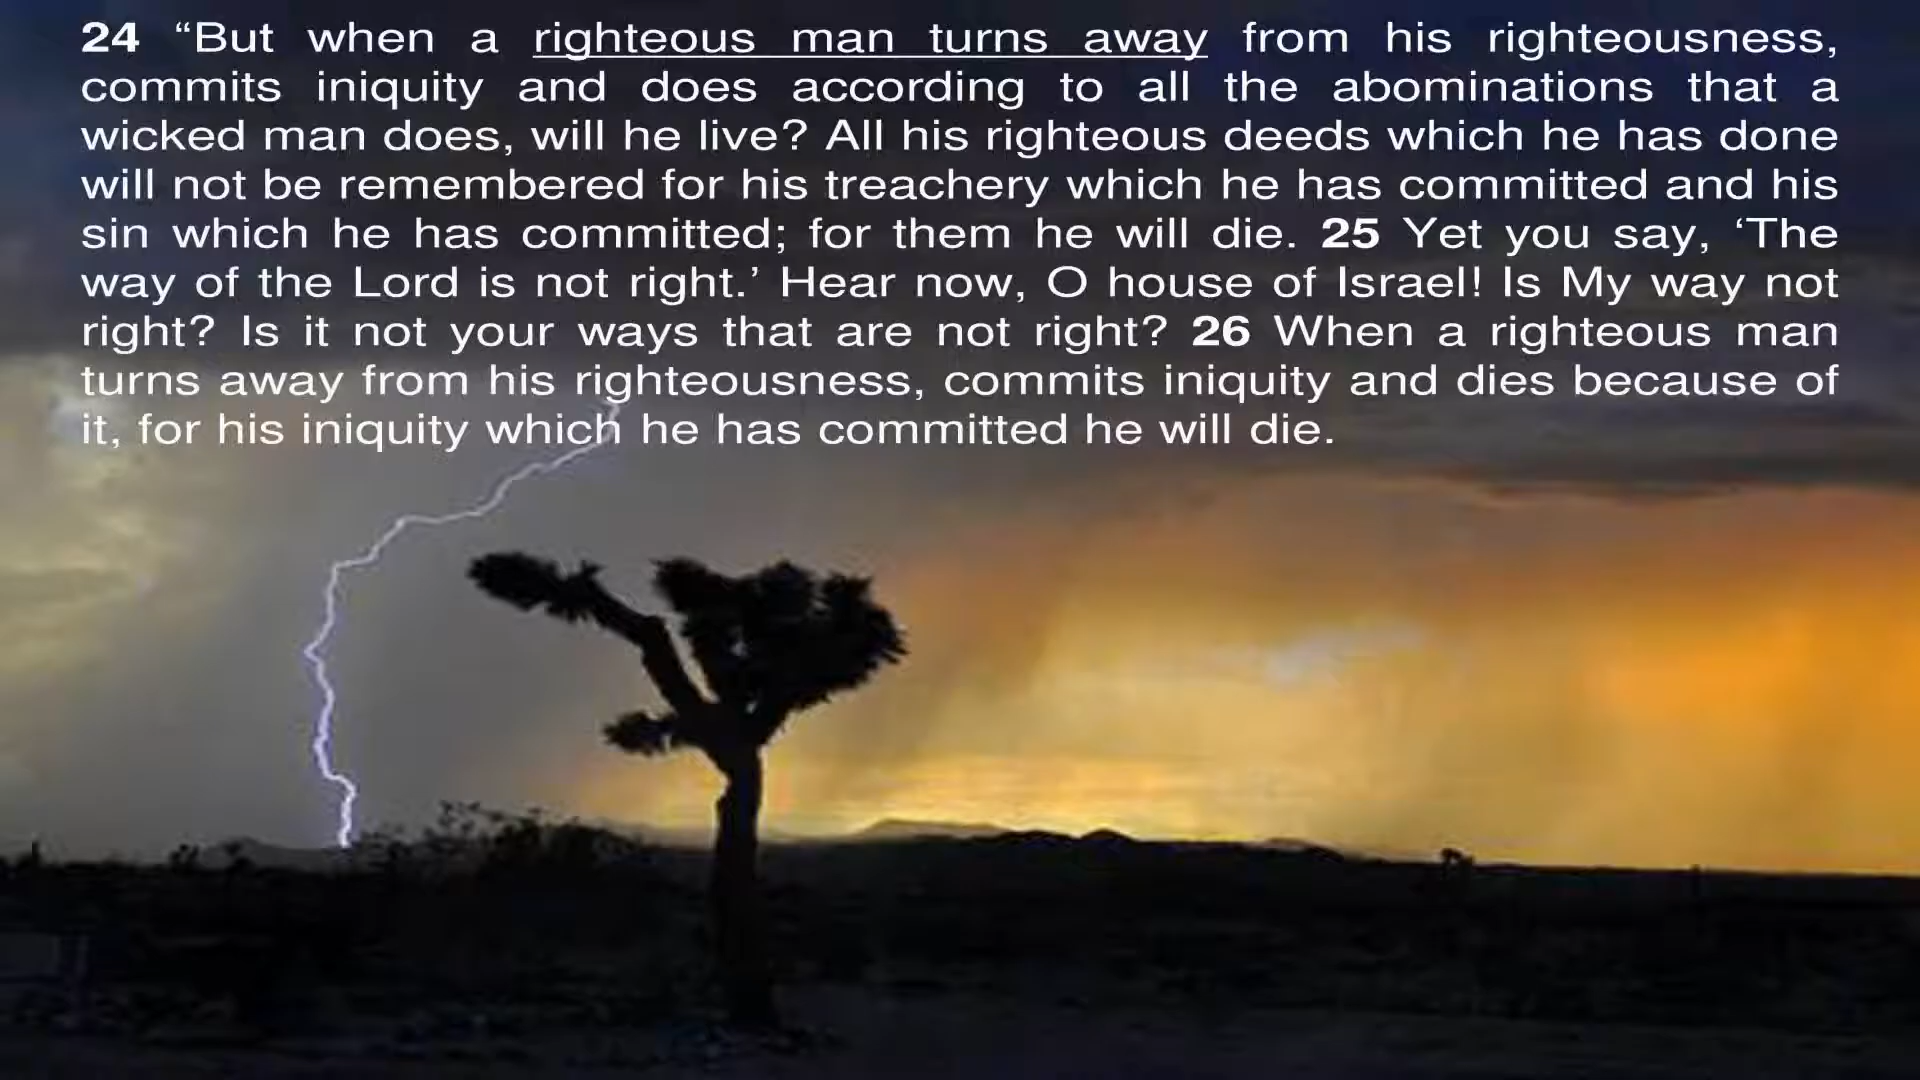 24 “But when a righteous man turns away from his righteousness,
commits iniquity and does according to all the abominations that a
wicked man does, will he live? All his righteous deeds which he has done
will not be remembered for his treachery which he has committed and his
sin which he has committed; for them he will die. 25 Yet you say, ‘The
way of the Lord is not right.’ Hear now, O house of Israel! Is My way not
right? Is it not your ways that are not right? 26 When a righteous man
turns away from his righteousness, commits iniquity and dies because of
it, for his iniquity which he has committed he will die.